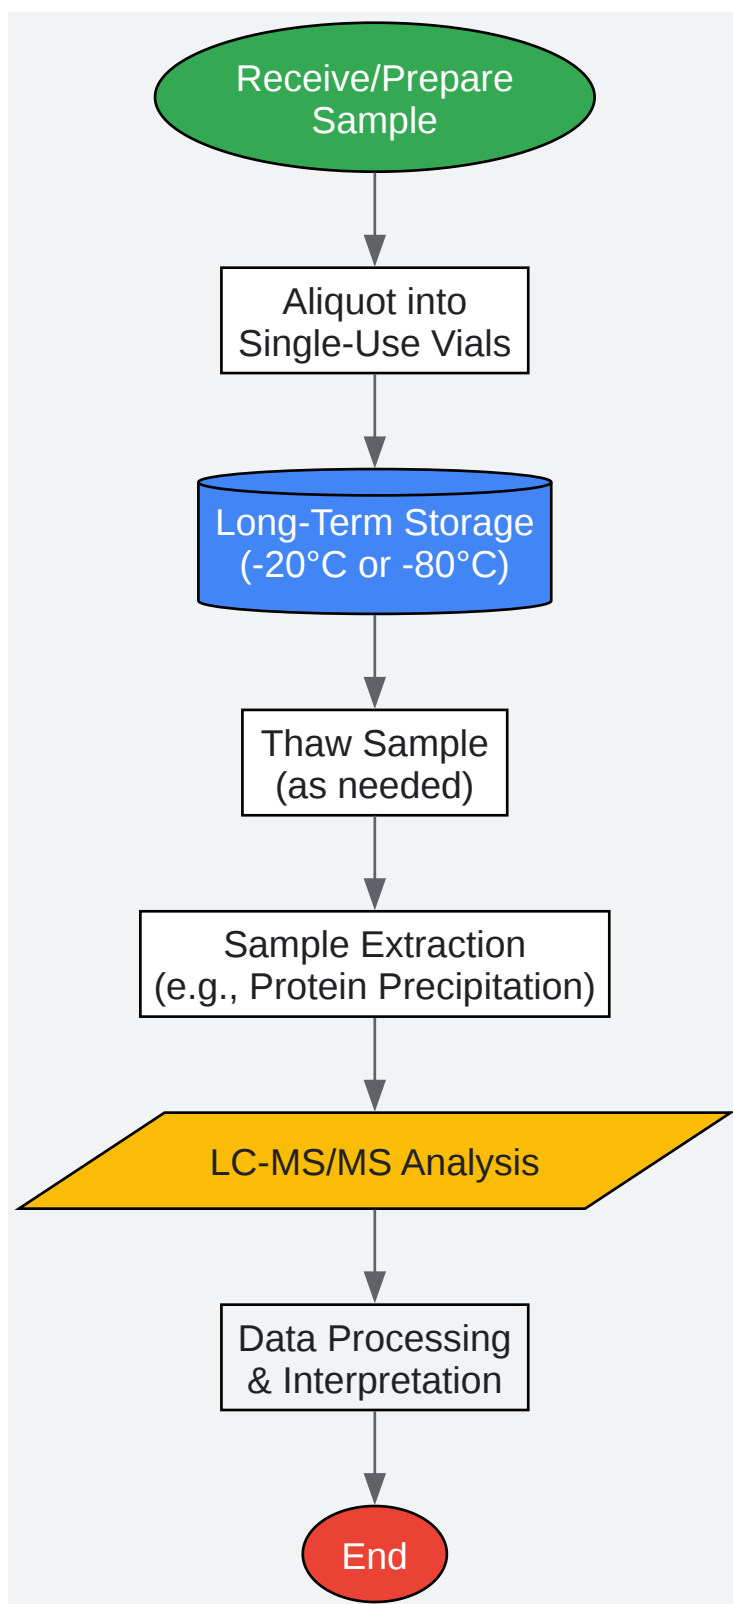 Receive/Prepare
Sample
Aliquot into
Single-Use Vials
Long-Term Storage
(-20°C or -80°C)
Thaw Sample
(as needed)
Sample Extraction
(e.g., Protein Precipitation)
LC-MS/MS Analysis
Data Processing
& Interpretation
End